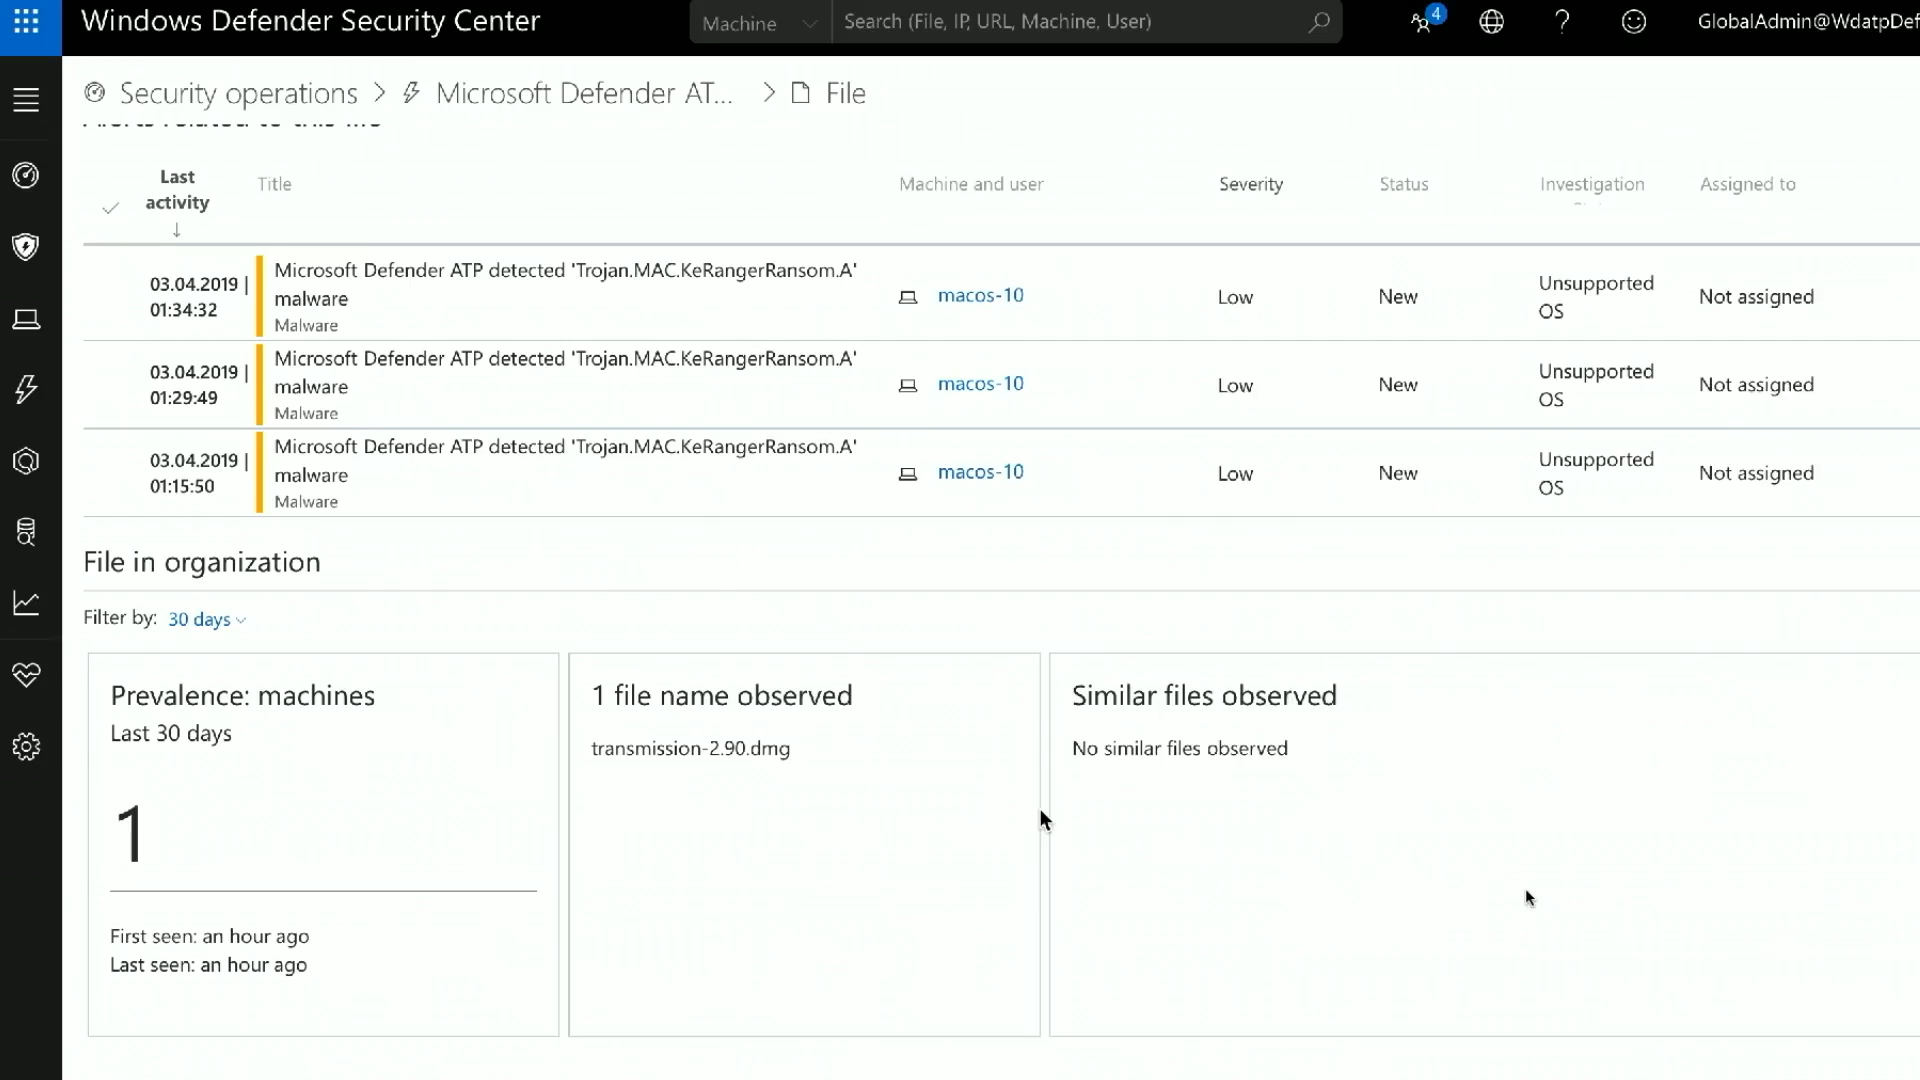 Windows Defender Security Center
Machine
Search (File, IP, URL, Machine, User)
4
GlobalAdmin@WdatpDef
Security operations > Microsoft Defender AT... > File
Alerts related to this file
Last activity
Title
Machine and user
Severity
Status
Investigation
Assigned to
03.04.2019 |
01:34:32
Microsoft Defender ATP detected 'Trojan.MAC.KeRangerRansom.A'
malware
Malware
macos-10
Low
New
Unsupported
OS
Not assigned
03.04.2019 |
01:29:49
Microsoft Defender ATP detected 'Trojan.MAC.KeRangerRansom.A'
malware
Malware
macos-10
Low
New
Unsupported
OS
Not assigned
03.04.2019 |
01:15:50
Microsoft Defender ATP detected 'Trojan.MAC.KeRangerRansom.A'
malware
Malware
macos-10
Low
New
Unsupported
OS
Not assigned
File in organization
Filter by: 30 days
Prevalence: machines
Last 30 days
1
First seen: an hour ago
Last seen: an hour ago
1 file name observed
transmission-2.90.dmg
Similar files observed
No similar files observed